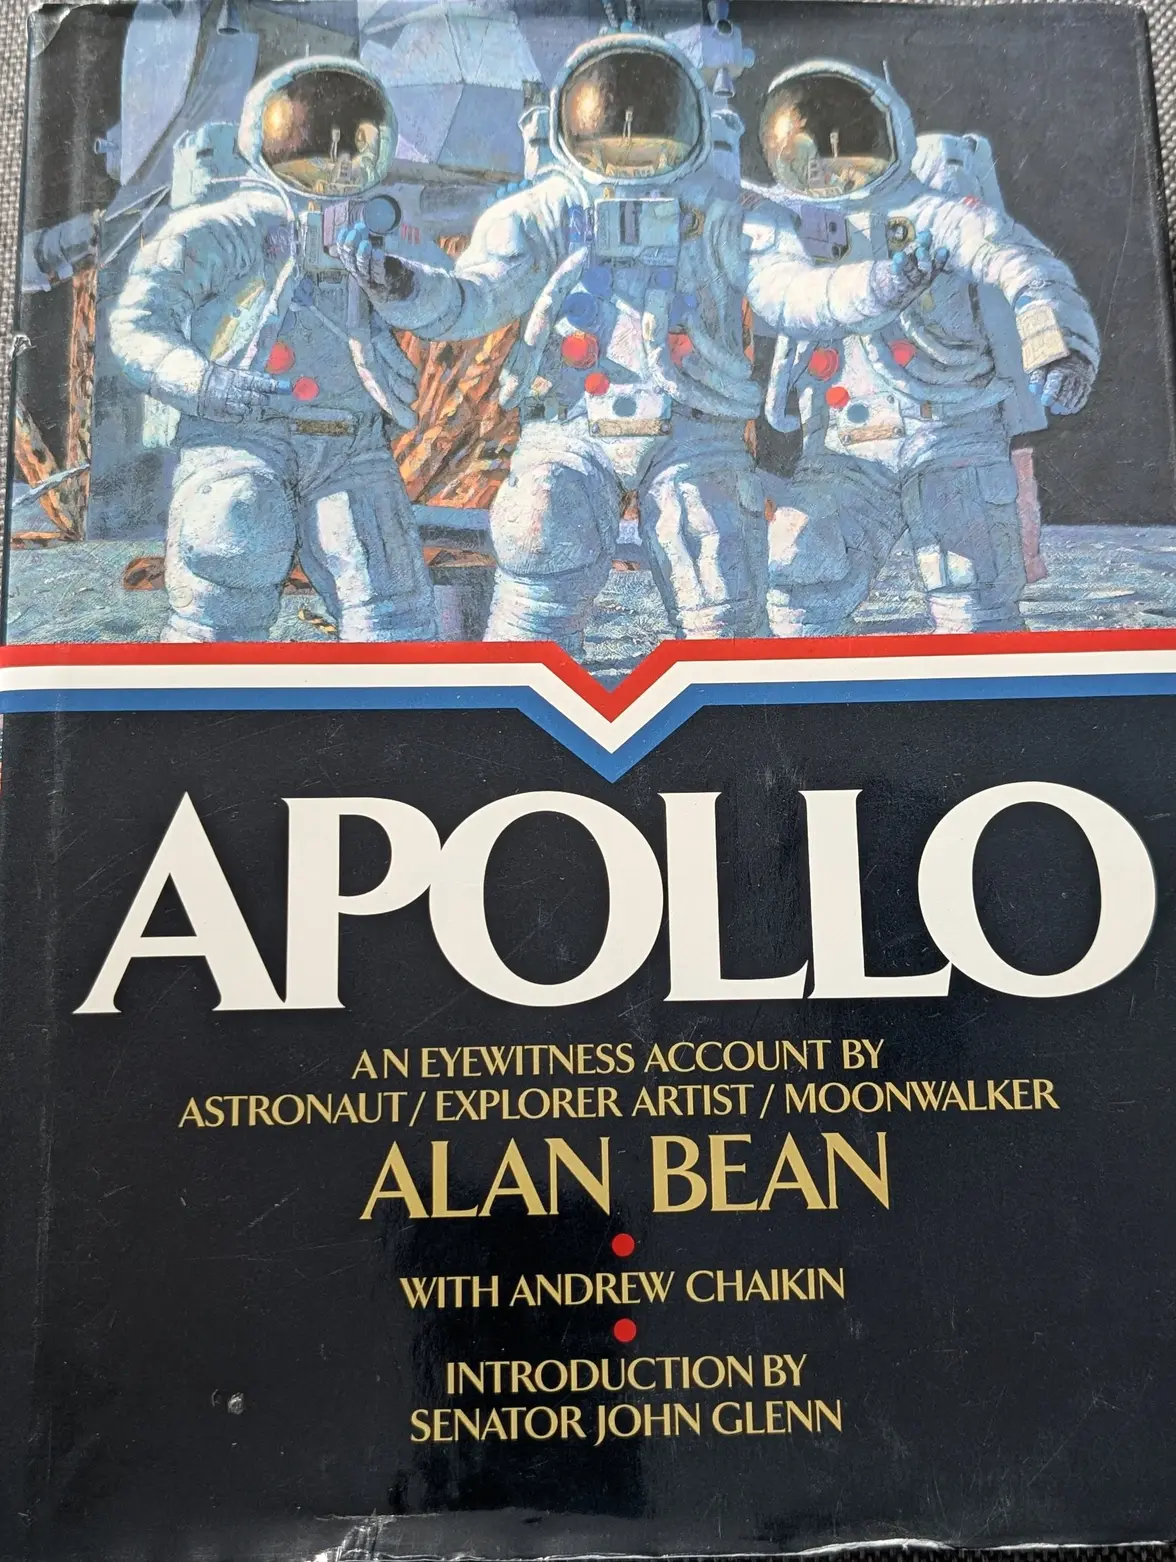 APOLLO
AN EYEWITNESS ACCOUNT BY
ASTRONAUT / EXPLORER ARTIST / MOONWALKER
ALAN BEAN
WITH ANDREW CHAIKIN
INTRODUCTION BY
SENATOR JOHN GLENN